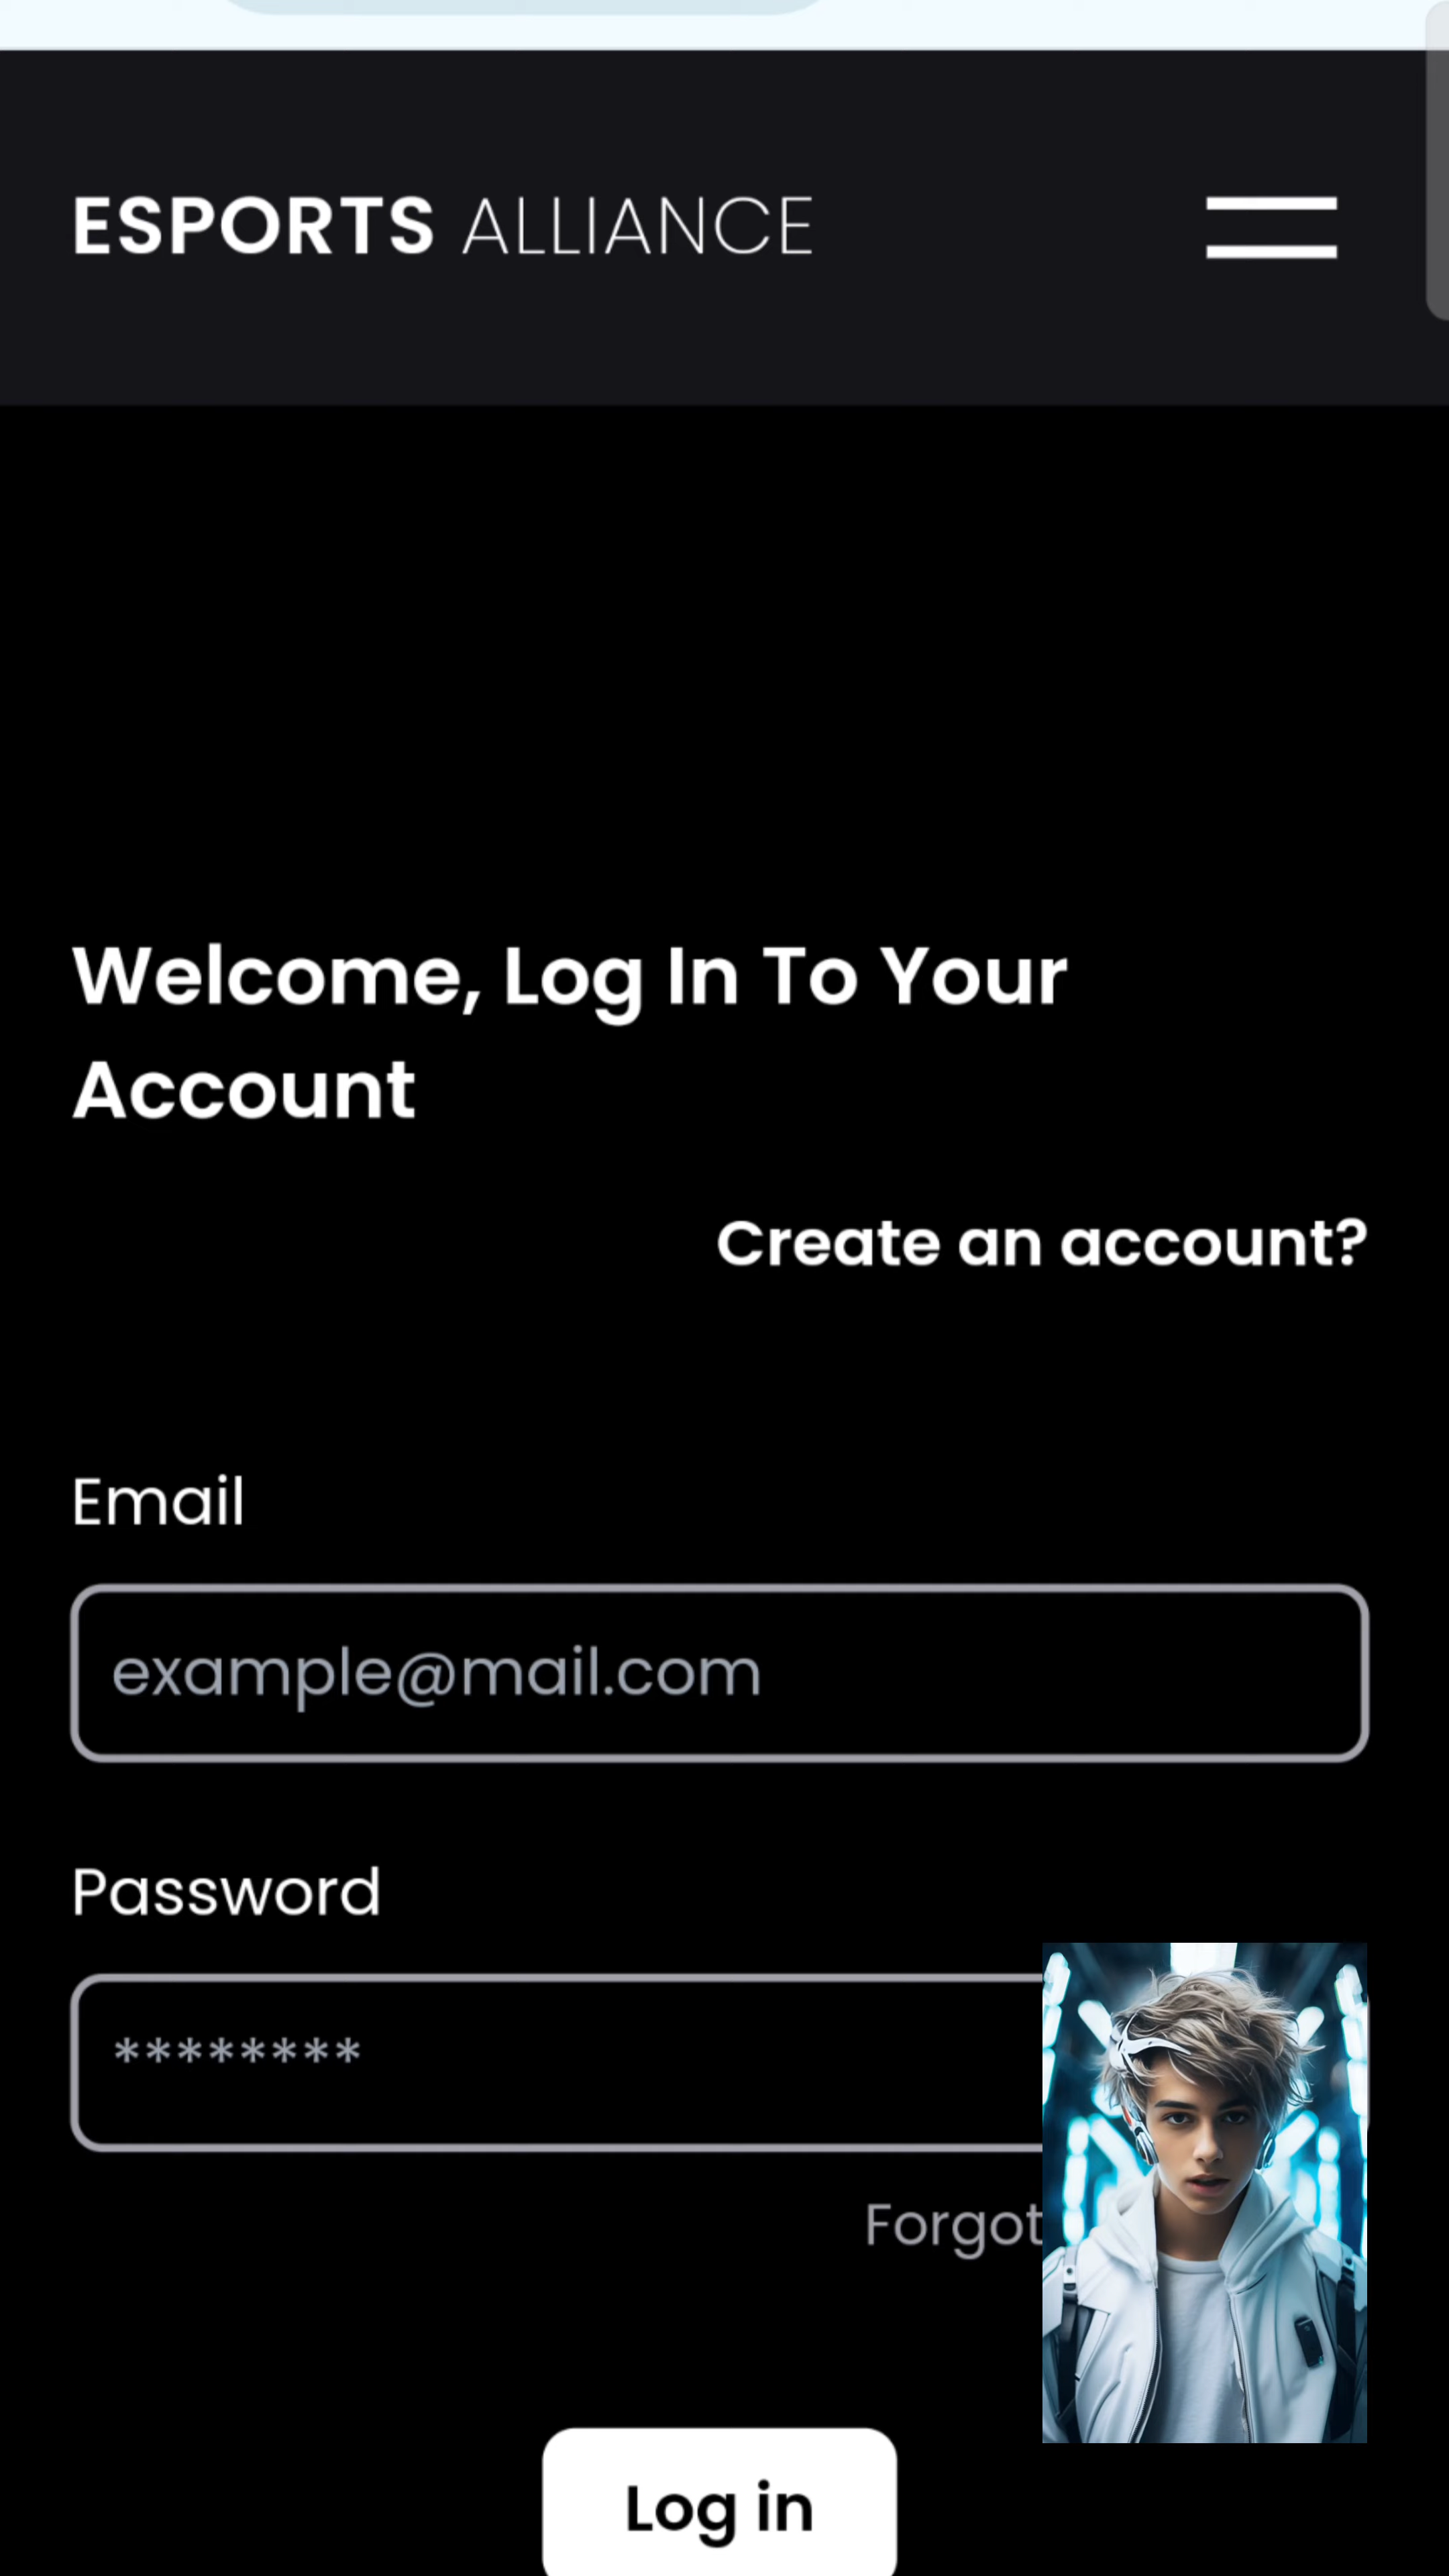 ESPORTS ALLIANCE
Welcome, Log In To Your
Account
Create an account?
Email
example@mail.com
Password
********
Forgot
Log in